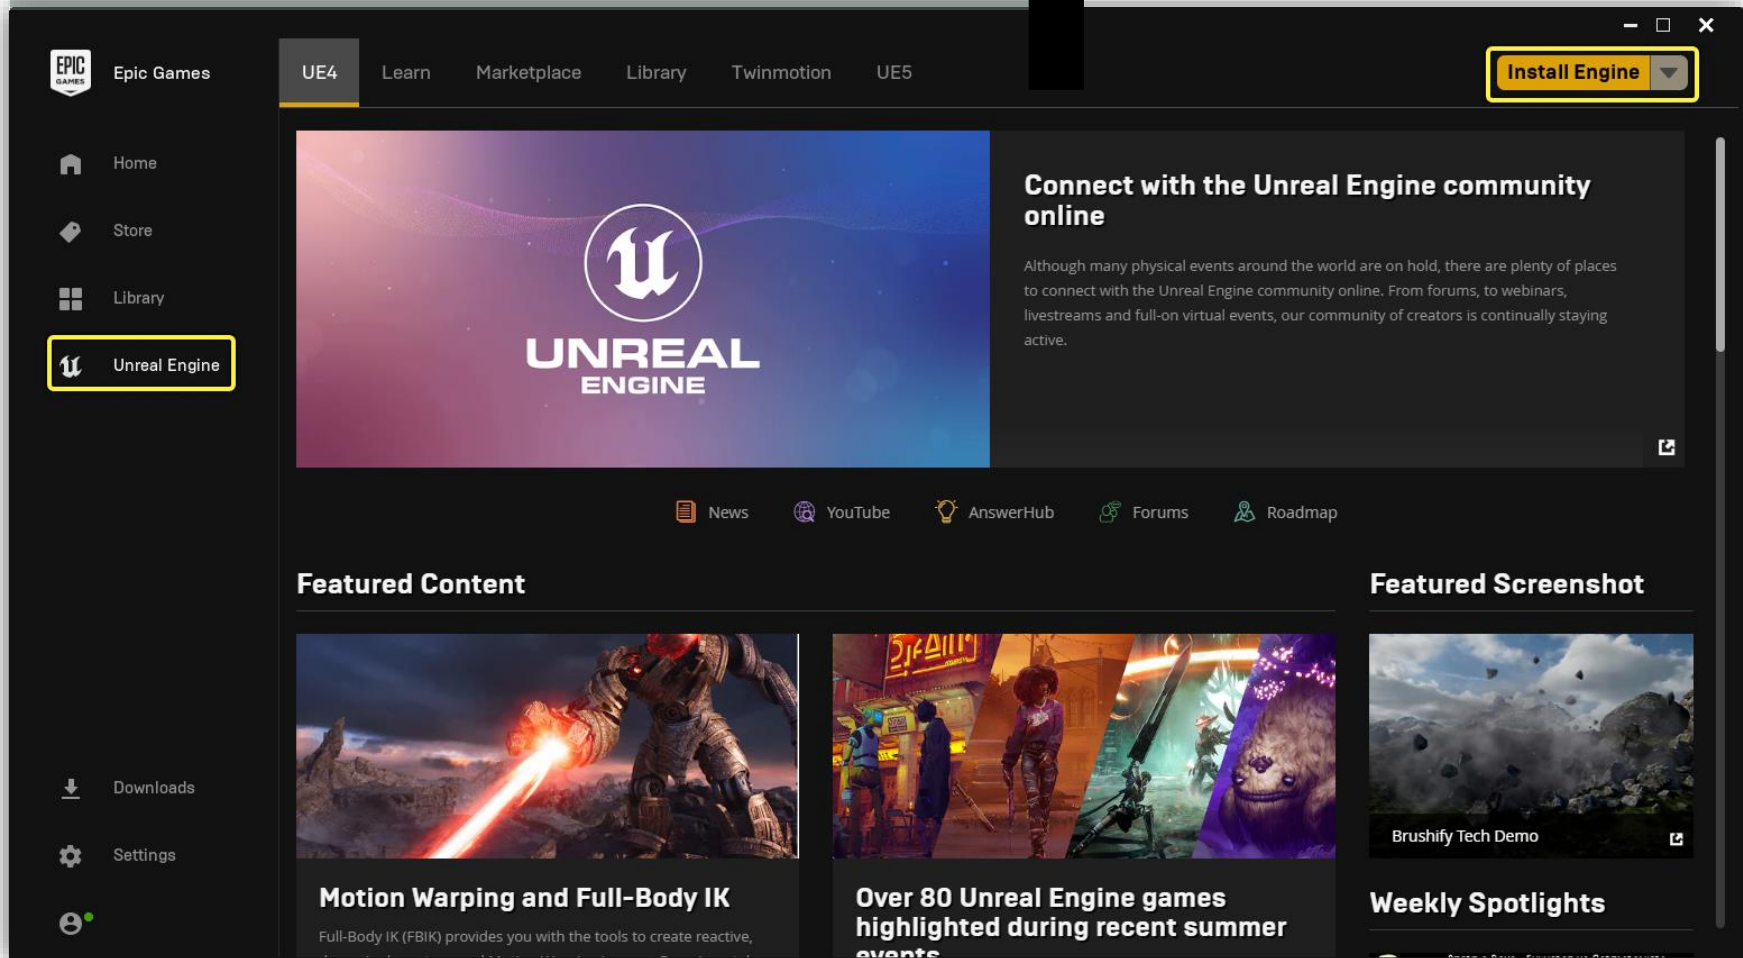 EPIC
GAMES
Epic Games
UE4
Learn
Marketplace
Library
Twinmotion
UE5
Install Engine
Home
Store
Library
Unreal Engine
Downloads
Settings
UNREAL
ENGINE
Connect with the Unreal Engine community
online
Although many physical events around the world are on hold, there are plenty of places
to connect with the Unreal Engine community online. From forums, to webinars,
livestreams and full-on virtual events, our community of creators is continually staying
active.
News
YouTube
AnswerHub
Forums
Roadmap
Featured Content
Motion Warping and Full-Body IK
Full-Body IK (FBIK) provides you with the tools to create reactive,
Over 80 Unreal Engine games
highlighted during recent summer
events
Featured Screenshot
Brushify Tech Demo
Weekly Spotlights